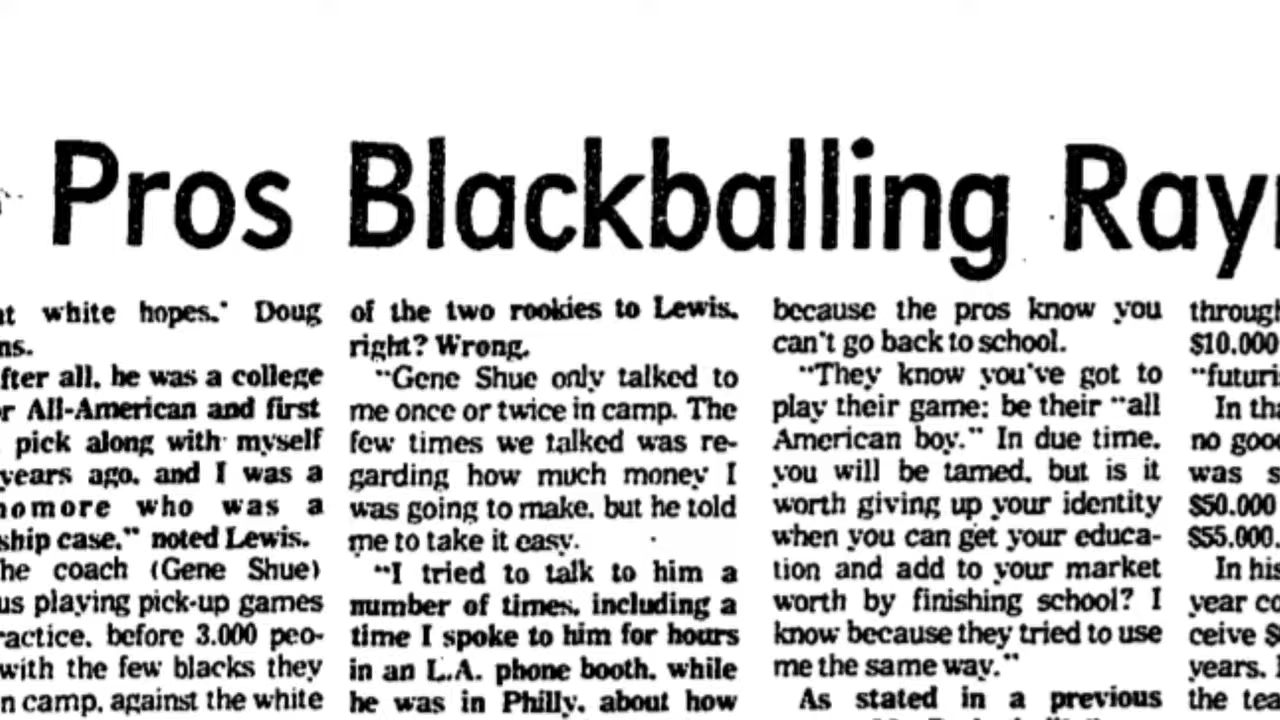 Pros Blackballing Ray
white hopes." Doug
ns.
fter all, he was a college
r All-American and first
pick along with myself
years ago, and I was a
nomore who was a
ship case," noted Lewis.
he coach (Gene Shue)
us playing pick-up games
ractice, before 3,000 peo-
with the few blacks they
n camp, against the white
of the two rookies to Lewis,
right? Wrong.
"Gene Shue only talked to
me once or twice in camp. The
few times we talked was re-
garding how much money I
was going to make, but he told
me to take it easy.
"I tried to talk to him a
number of times, including a
time I spoke to him for hours
in an L.A. phone booth, while
he was in Philly, about how
because the pros know you
can't go back to school.
"They know you've got to
play their game: be their "all
American boy." In due time,
you will be tamed, but is it
worth giving up your identity
when you can get your educa-
tion and add to your market
worth by finishing school? I
know because they tried to use
me the same way."
As stated in a previous
through
$10,000
"futuri
In tha
no good
was s
$50,000
$55,000.
In his
year co
ceive $
years.
the tea